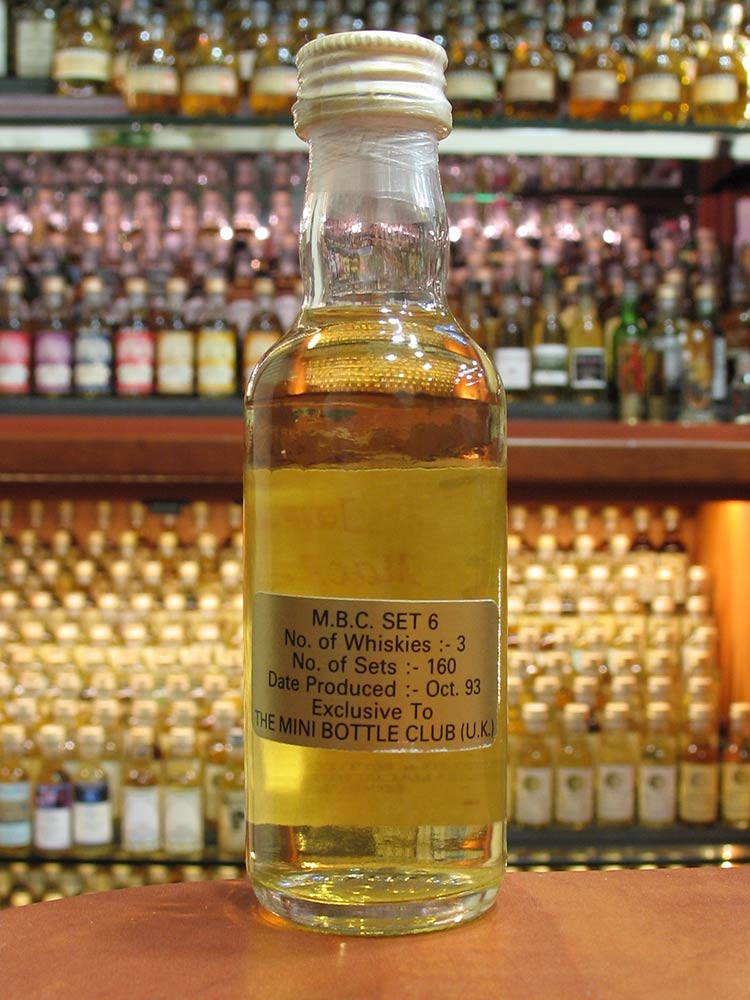 M.B.C. SET 6
No. of Whiskies :- 3
No. of Sets :- 160
Date Produced :- Oct. 93
Exclusive To
THE MINI BOTTLE CLUB (U.K.)